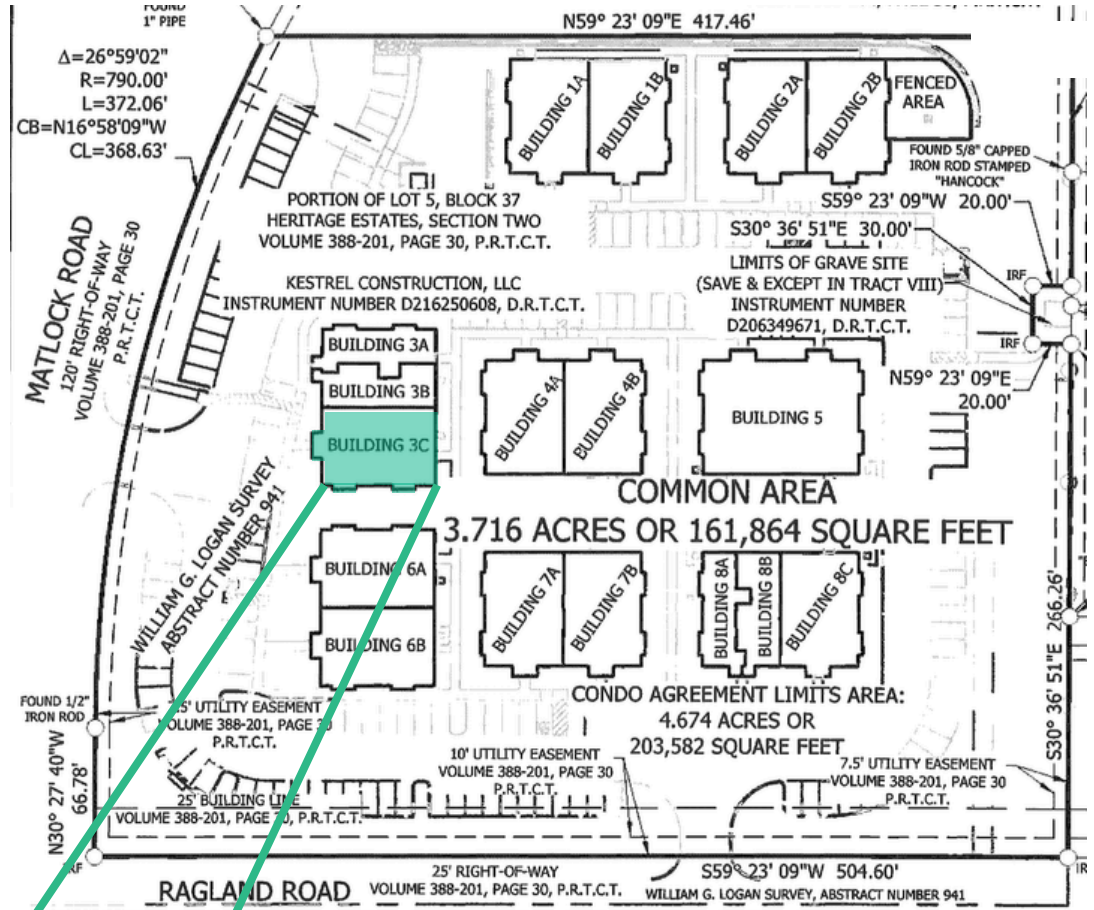 FOUND
1" PIPE
N59° 23' 09"E 417.46'
Δ=26°59'02"
R=790.00'
L=372.06'
CB=N16°58'09"W
CL=368.63'
BUILDING 1A
BUILDING 1B
BUILDING 2A
BUILDING 2B
FENCED
AREA
FOUND 5/8" CAPPED
IRON ROD STAMPED
"HANCOCK"
S59° 23' 09"W 20.00'
S30° 36' 51"E 30.00'
PORTION OF LOT 5, BLOCK 37
HERITAGE ESTATES, SECTION TWO
VOLUME 388-201, PAGE 30, P.R.T.C.T.
LIMITS OF GRAVE SITE
(SAVE & EXCEPT IN TRACT VIII)
INSTRUMENT NUMBER
D206349671, D.R.T.C.T.
IRF
IRF
N59° 23' 09"E
20.00'
KESTREL CONSTRUCTION, LLC
INSTRUMENT NUMBER D216250608, D.R.T.C.T.
MATLOCK ROAD
120' RIGHT-OF-WAY
VOLUME 388-201, PAGE 30
P.R.T.C.T.
BUILDING 3A
BUILDING 3B
BUILDING 3C
BUILDING 4A
BUILDING 4B
BUILDING 5
COMMON AREA
3.716 ACRES OR 161,864 SQUARE FEET
WILLIAM G. LOGAN SURVEY
ABSTRACT NUMBER 941
BUILDING 6A
BUILDING 6B
BUILDING 7A
BUILDING 7B
BUILDING 8A
BUILDING 8B
BUILDING 8C
S30° 36' 51"E 266.26'
CONDO AGREEMENT LIMITS AREA:
4.674 ACRES OR
203,582 SQUARE FEET
FOUND 1/2"
IRON ROD
5' UTILITY EASEMENT
VOLUME 388-201, PAGE 30
P.R.T.C.T.
10' UTILITY EASEMENT
VOLUME 388-201, PAGE 30
P.R.T.C.T.
7.5' UTILITY EASEMENT
VOLUME 388-201, PAGE 30
P.R.T.C.T.
N30° 27' 40"W
66.78'
25' BUILDING LINE
VOLUME 388-201, PAGE 30, P.R.T.C.T.
IRF
RAGLAND ROAD
25' RIGHT-OF-WAY
VOLUME 388-201, PAGE 30, P.R.T.C.T.
S59° 23' 09"W 504.60'
WILLIAM G. LOGAN SURVEY, ABSTRACT NUMBER 941